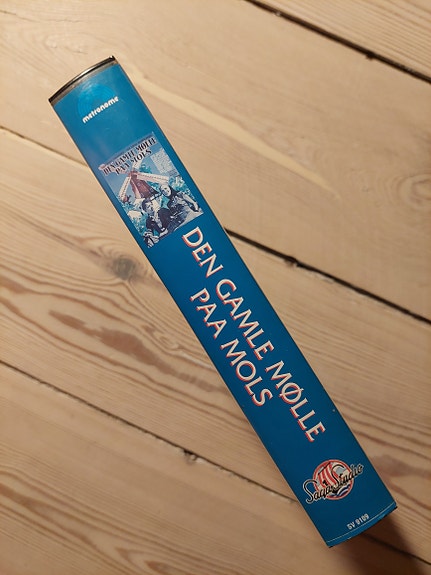 metronome
DEN GAMLE MØLLE
PAA MOLS
DEN GAMLE MØLLE
PAA MOLS
Saga Studio
SV 9109